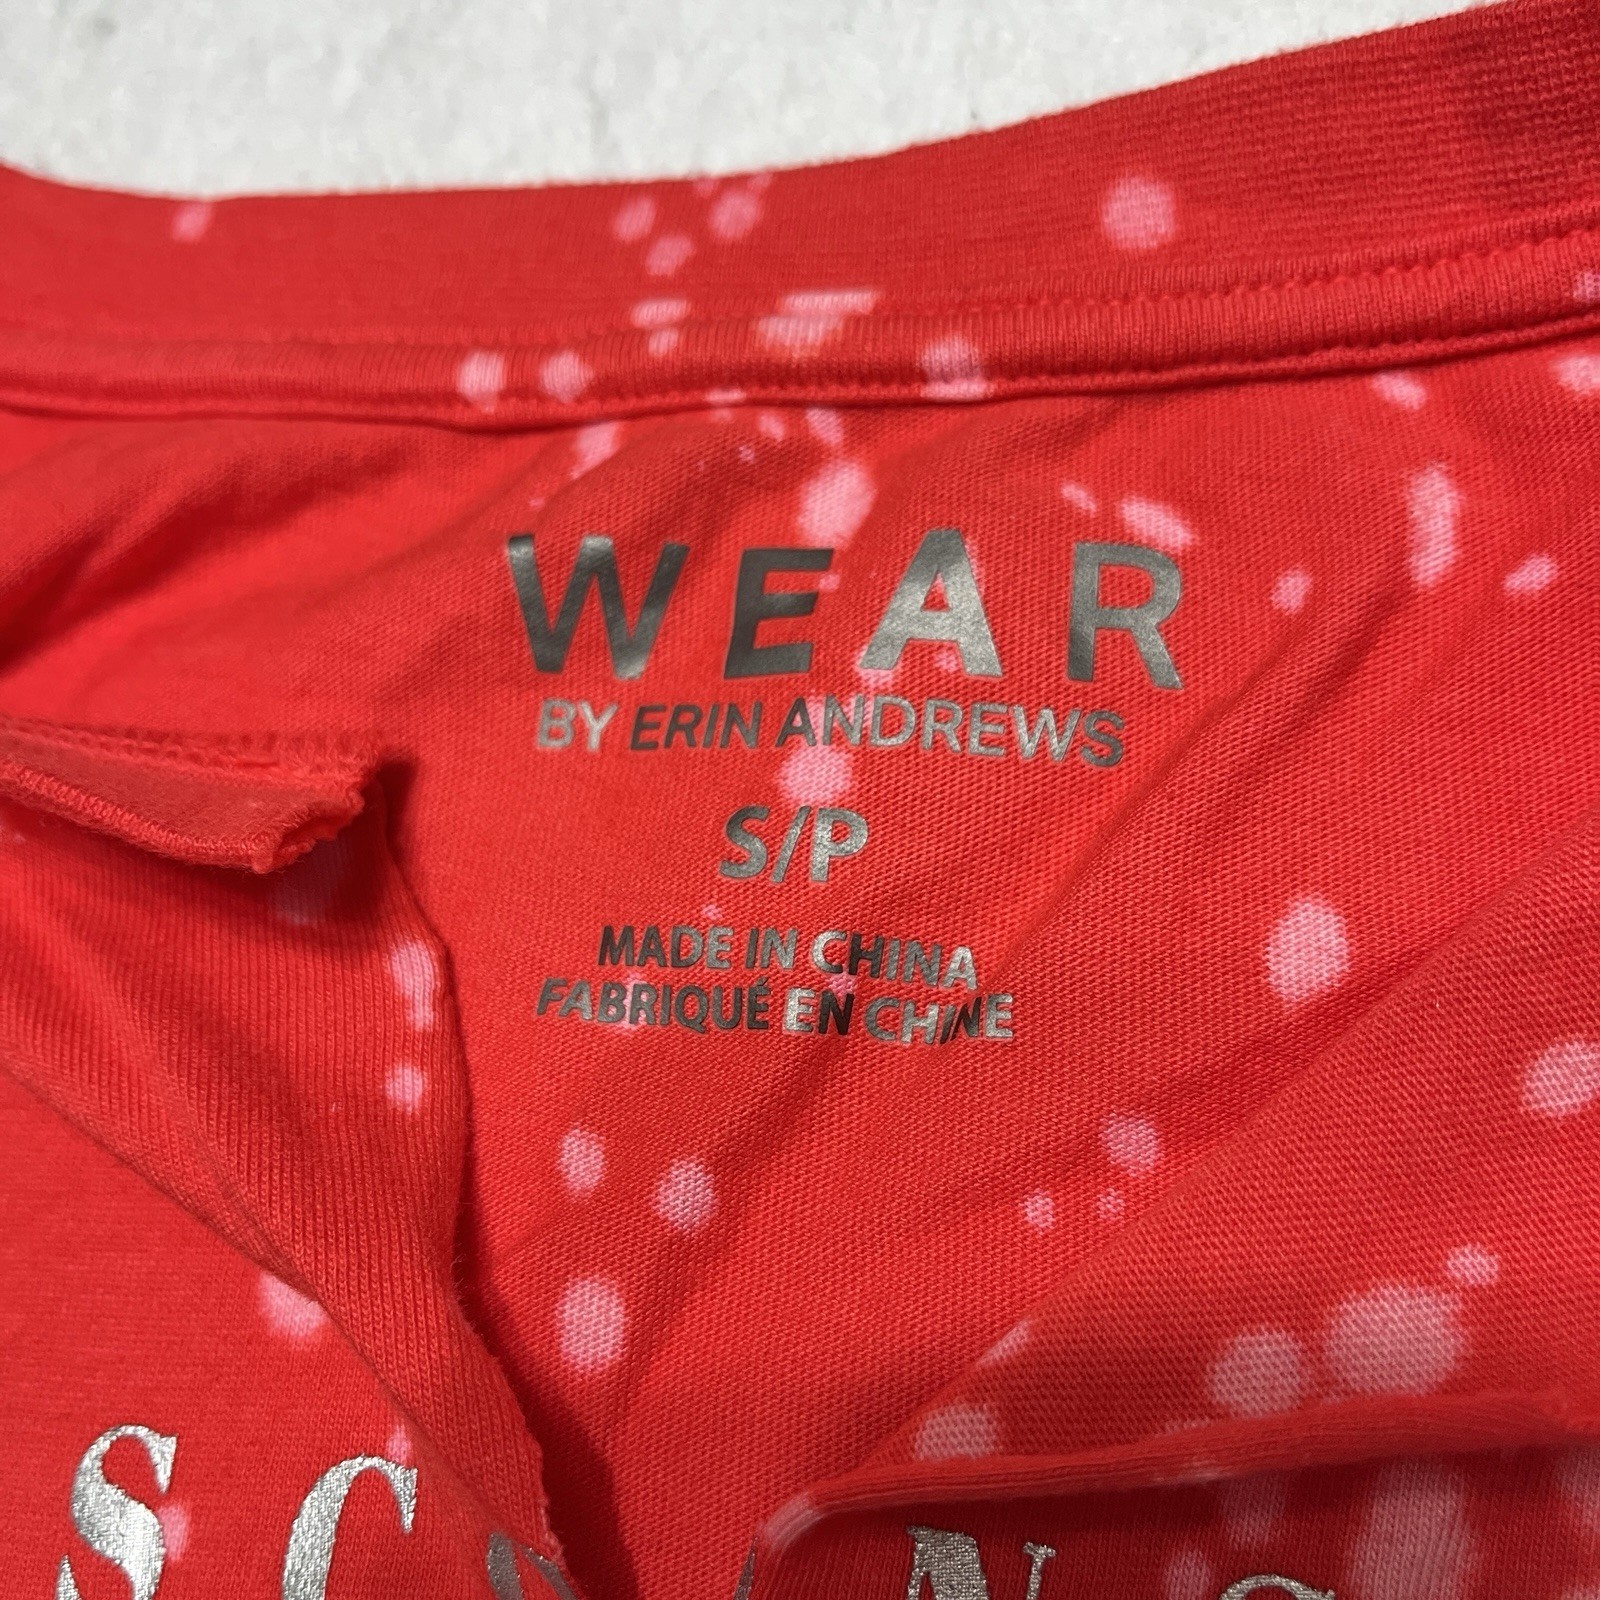 WEAR
BY ERIN ANDREWS
S/P
MADE IN CHINA
FABRIQUÉ EN CHINE